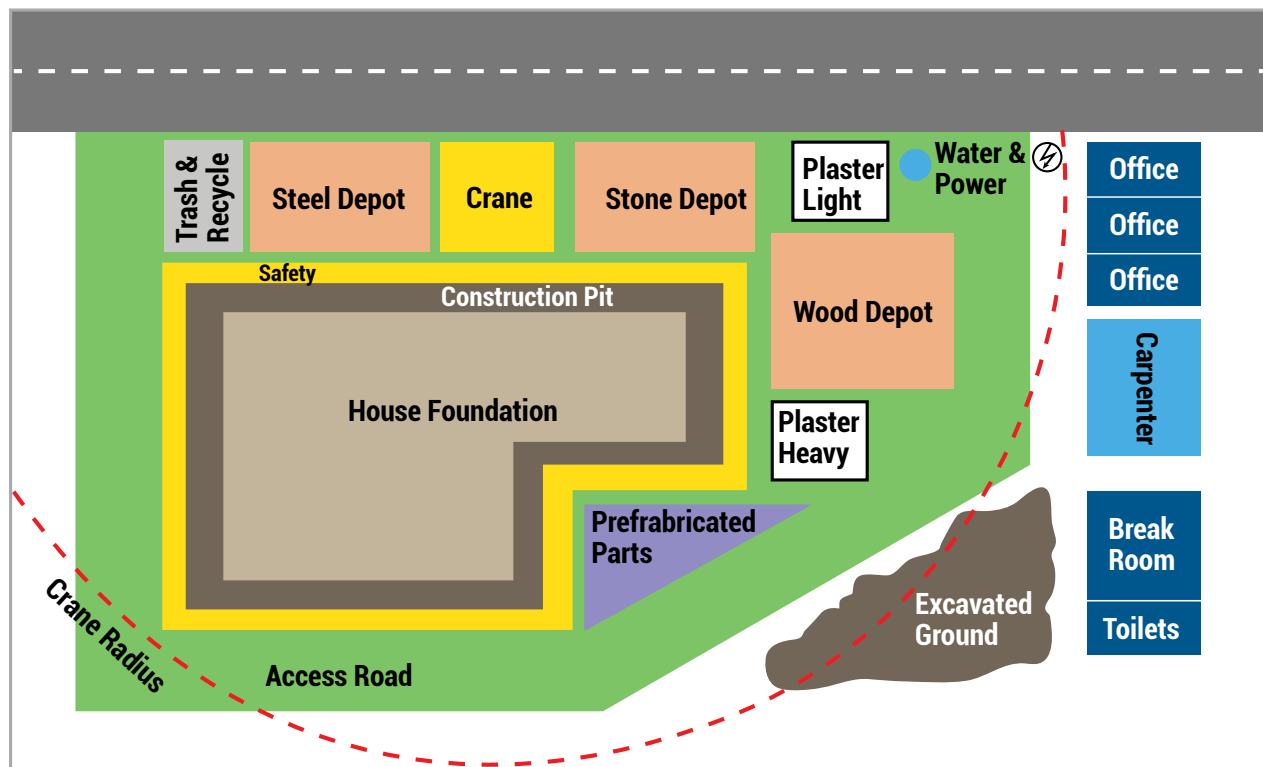 Trash &
Recycle
Steel Depot
Crane
Stone Depot
Plaster
Light
Water &
Power
Office
Office
Office
Safety
Construction Pit
Wood Depot
Carpenter
House Foundation
Plaster
Heavy
Prefrabricated
Parts
Break
Room
Excavated
Ground
Toilets
Crane Radius
Access Road